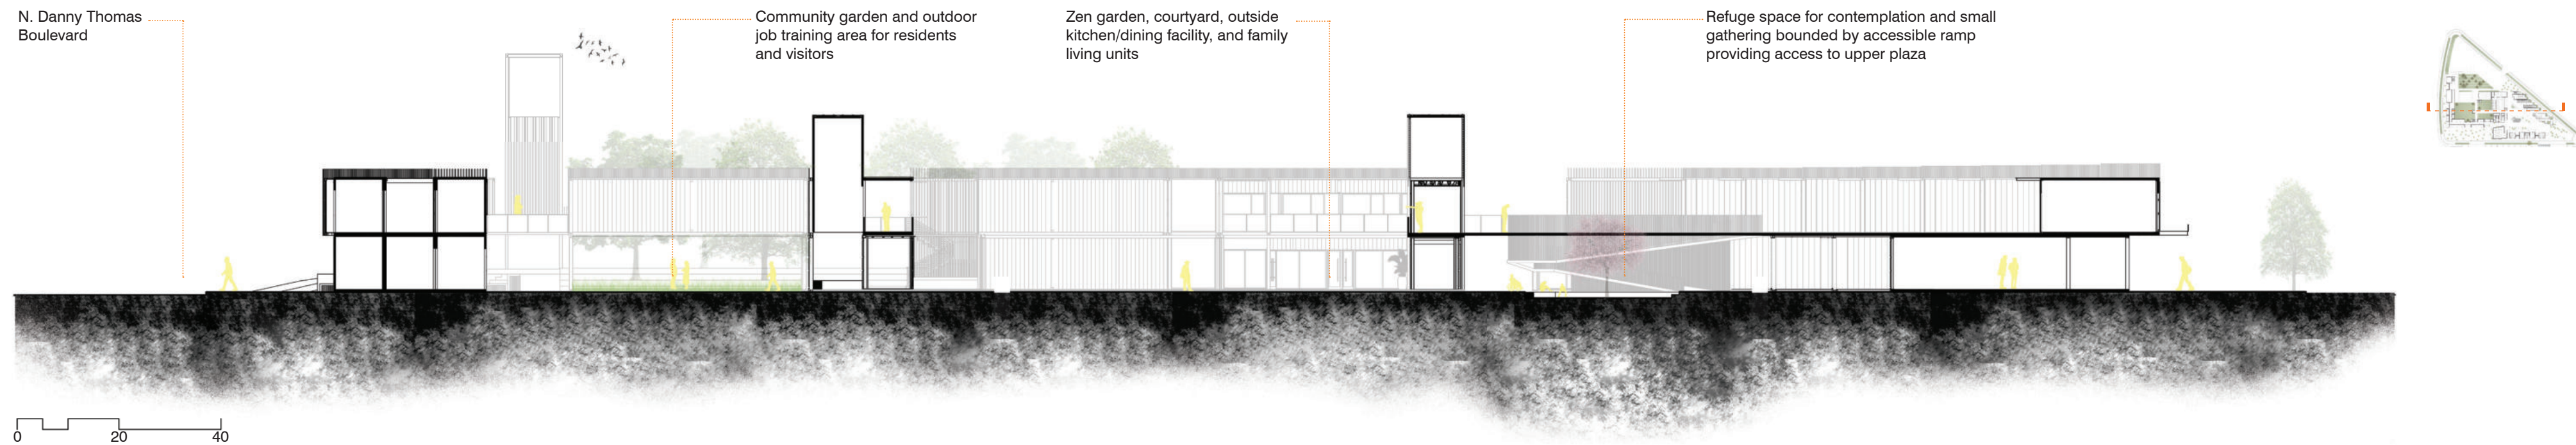 N. Danny Thomas
Boulevard
Community garden and outdoor
job training area for residents
and visitors
Zen garden, courtyard, outside
kitchen/dining facility, and family
living units
Refuge space for contemplation and small
gathering bounded by accessible ramp
providing access to upper plaza
0 20 40